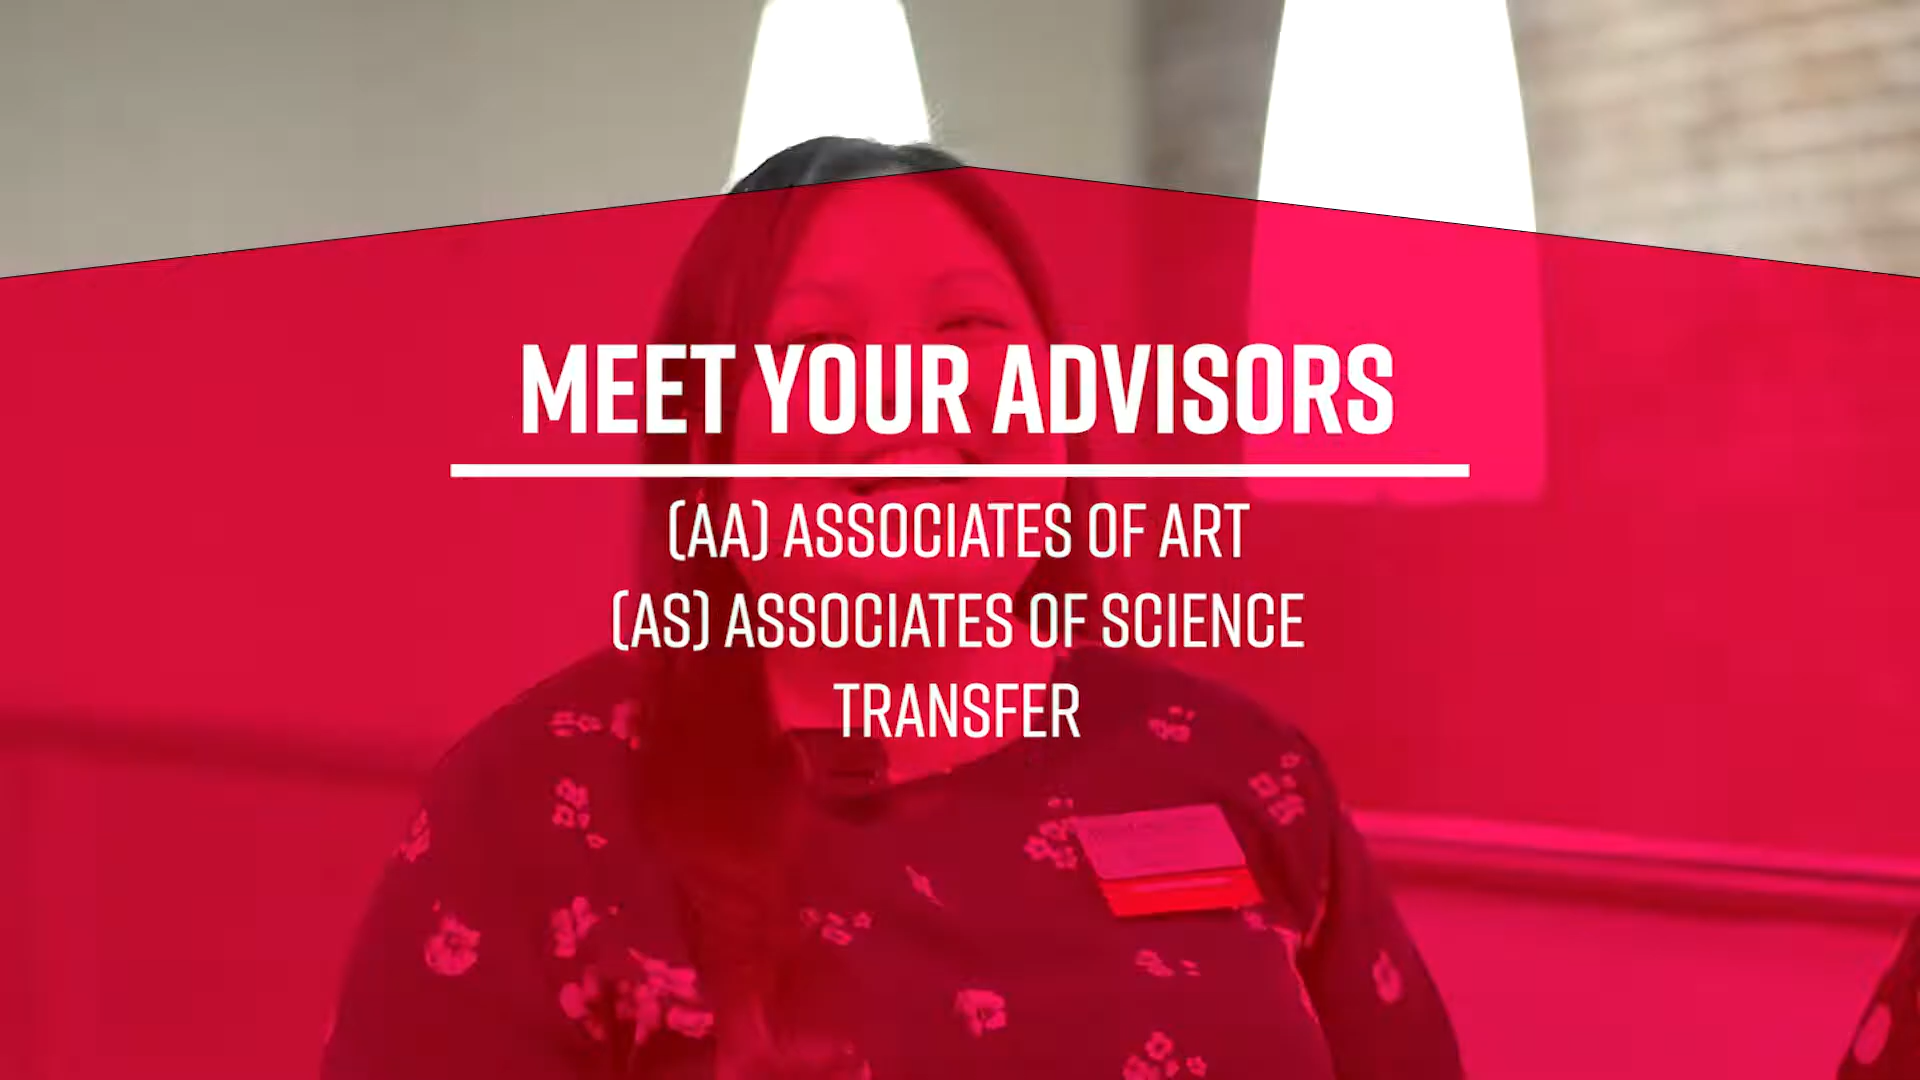 MEET YOUR ADVISORS
(AA) ASSOCIATES OF ART
(AS) ASSOCIATES OF SCIENCE
TRANSFER